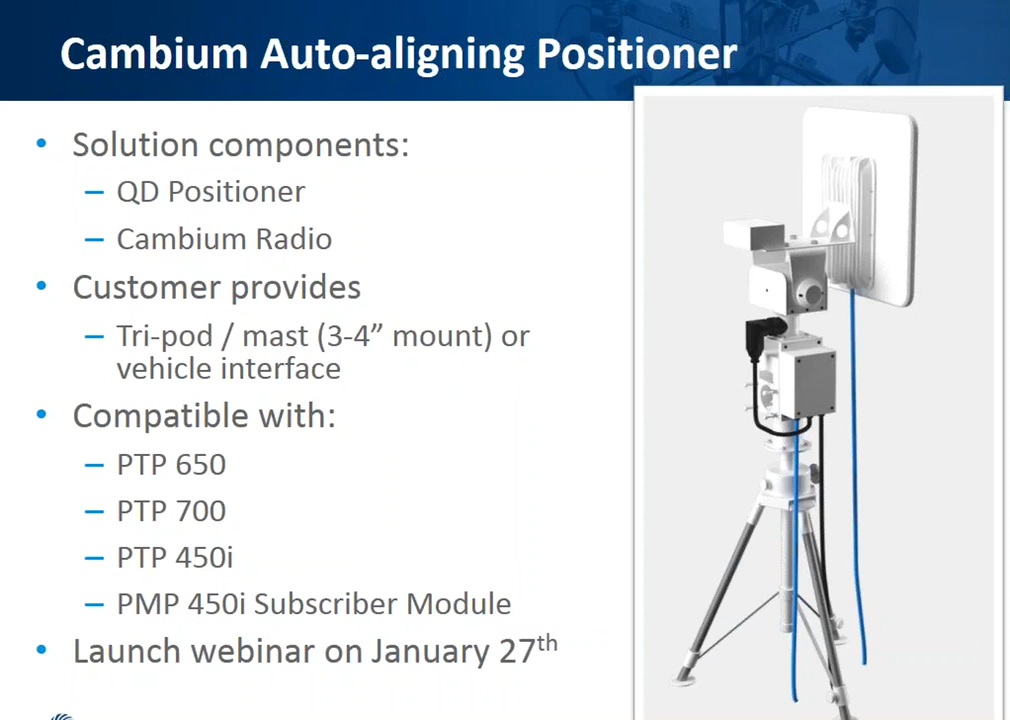 Cambium Auto-aligning Positioner
• Solution components:
– QD Positioner
– Cambium Radio
• Customer provides
– Tri-pod / mast (3-4” mount) or
vehicle interface
• Compatible with:
– PTP 650
– PTP 700
– PTP 450i
– PMP 450i Subscriber Module
• Launch webinar on January 27th